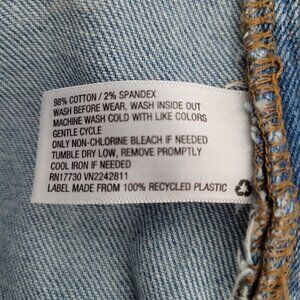 98% COTTON / 2% SPANDEX
WASH BEFORE WEAR, WASH INSIDE OUT
MACHINE WASH COLD WITH LIKE COLORS
GENTLE CYCLE
ONLY NON-CHLORINE BLEACH IF NEEDED
TUMBLE DRY LOW, REMOVE PROMPTLY
COOL IRON IF NEEDED
RN17730 VN2242811
LABEL MADE FROM 100% RECYCLED PLASTIC